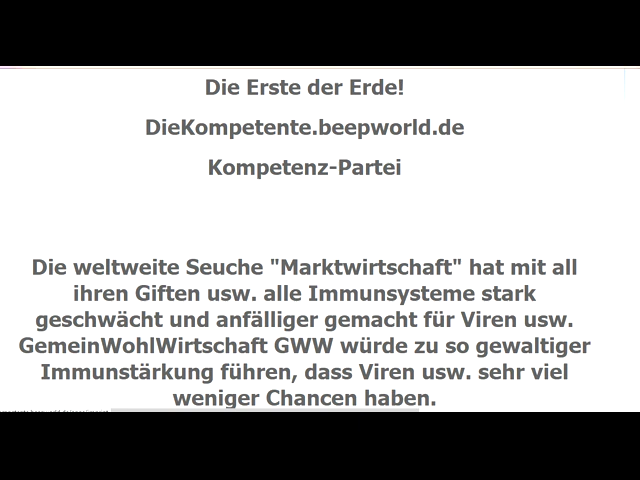 Die Erste der Erde!
DieKompetente.beepworld.de
Kompetenz-Partei
Die weltweite Seuche "Marktwirtschaft" hat mit all
ihren Giften usw. alle Immunsysteme stark
geschwächt und anfälliger gemacht für Viren usw.
GemeinWohlWirtschaft GWW würde zu so gewaltiger
Immunstärkung führen, dass Viren usw. sehr viel
weniger Chancen haben.